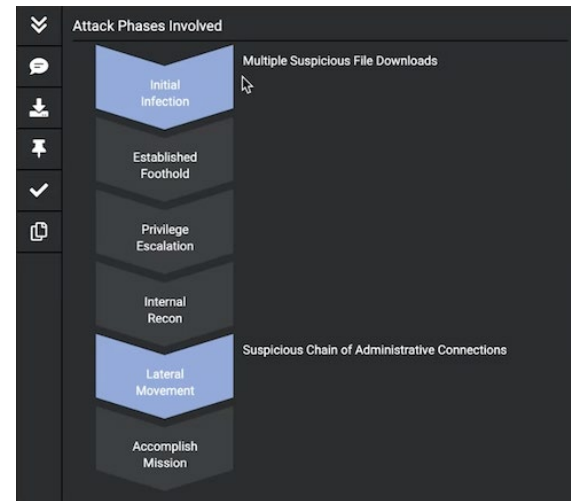 Attack Phases Involved
Initial
Infection
Multiple Suspicious File Downloads
Established
Foothold
Privilege
Escalation
Internal
Recon
Lateral
Movement
Suspicious Chain of Administrative Connections
Accomplish
Mission